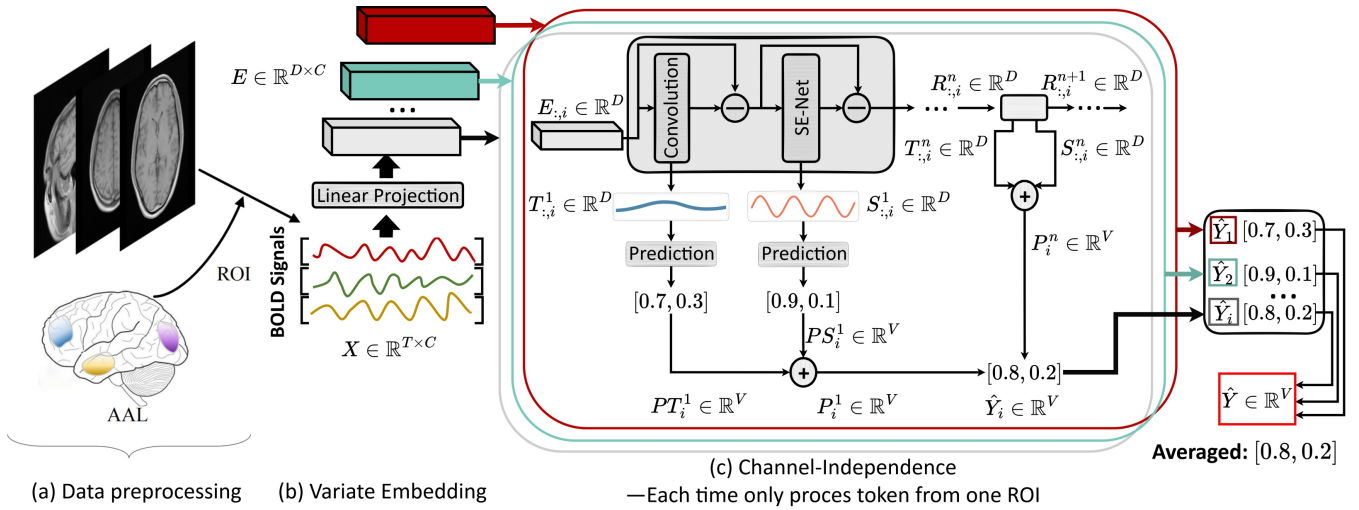 E ∈ ℝ^{D×C}
...
Linear Projection
BOLD Signals
X ∈ ℝ^{T×C}
ROI
AAL
(a) Data preprocessing
(b) Variate Embedding
E_{:,i} ∈ ℝ^D
Convolution
−
SE-Net
−
...
R^n_{:,i} ∈ ℝ^D
R^{n+1}_{:,i} ∈ ℝ^D
...
T^n_{:,i} ∈ ℝ^D
S^n_{:,i} ∈ ℝ^D
+
T^1_{:,i} ∈ ℝ^D
S^1_{:,i} ∈ ℝ^D
Prediction
Prediction
P^n_i ∈ ℝ^V
[0.7, 0.3]
[0.9, 0.1]
PS^1_i ∈ ℝ^V
+
[0.8, 0.2]
PT^1_i ∈ ℝ^V
P^1_i ∈ ℝ^V
Ŷ_i ∈ ℝ^V
(c) Channel-Independence
—Each time only proces token from one ROI
Ŷ_1 [0.7, 0.3]
Ŷ_2 [0.9, 0.1]
...
Ŷ_i [0.8, 0.2]
Ŷ ∈ ℝ^V
Averaged: [0.8, 0.2]